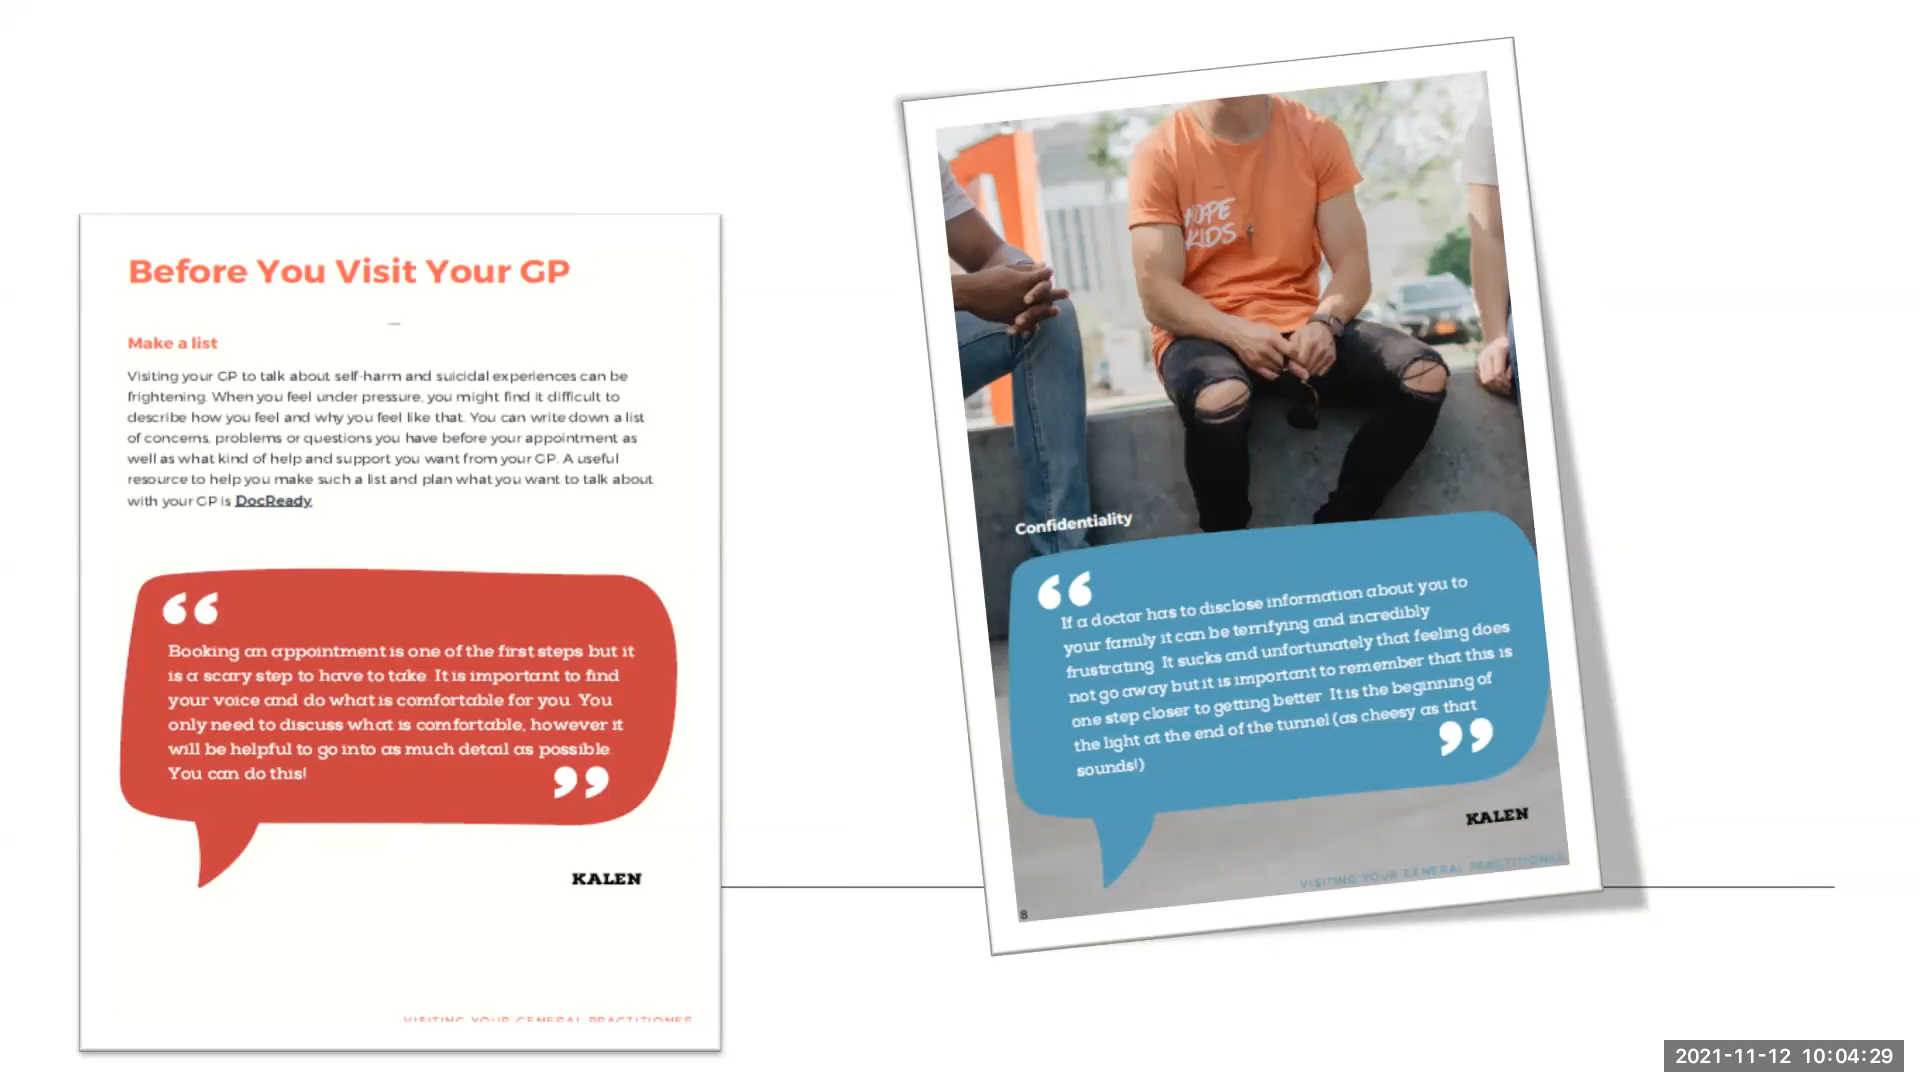 Before You Visit Your GP
Make a list
Visiting your GP to talk about self-harm and suicidal experiences can be
frightening. When you feel under pressure, you might find it difficult to
describe how you feel and why you feel like that. You can write down a list
of concerns, problems or questions you have before your appointment as
well as what kind of help and support you want from your GP. A useful
resource to help you make such a list and plan what you want to talk about
with your GP is DocReady.
“
Booking an appointment is one of the first steps but it
is a scary step to have to take. It is important to find
your voice and do what is comfortable for you. You
only need to discuss what is comfortable, however it
will be helpful to go into as much detail as possible.
You can do this!
”
KALEN
VISITING YOUR GENERAL PRACTITIONER
HOPE
KIDS
Confidentiality
“
If a doctor has to disclose information about you to
your family it can be terrifying and incredibly
frustrating. It sucks and unfortunately that feeling does
not go away but it is important to remember that this is
one step closer to getting better. It is the beginning of
the light at the end of the tunnel (as cheesy as that
sounds!)
”
KALEN
VISITING YOUR GENERAL PRACTITIONER
8
2021-11-12 10:04:29